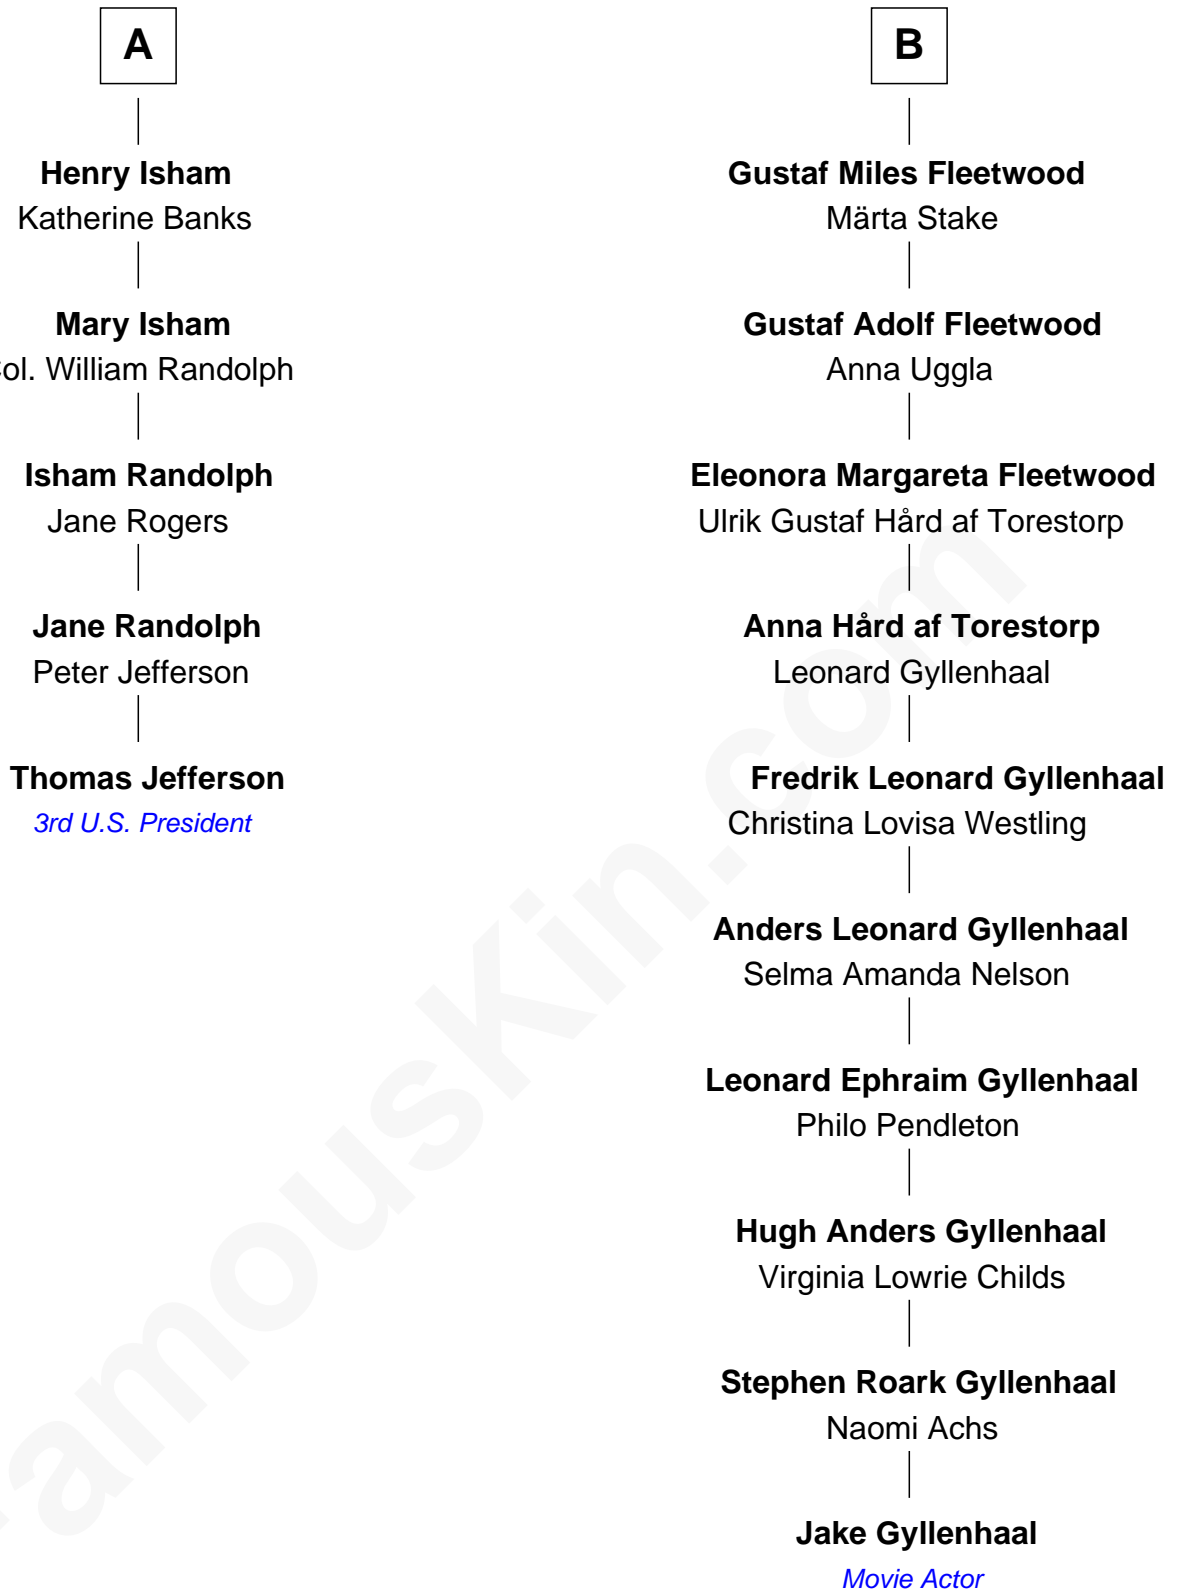 A
Henry Isham
Katherine Banks
Mary Isham
William Randolph
Isham Randolph
Jane Rogers
Jane Randolph
Peter Jefferson
Thomas Jefferson
3rd U.S. President
B
Gustaf Miles Fleetwood
Märta Stake
Gustaf Adolf Fleetwood
Anna Uggla
Eleonora Margareta Fleetwood
Ulrik Gustaf Hård af Torestorp
Anna Hård af Torestorp
Leonard Gyllenhaal
Fredrik Leonard Gyllenhaal
Christina Lovisa Westling
Anders Leonard Gyllenhaal
Selma Amanda Nelson
Leonard Ephraim Gyllenhaal
Philo Pendleton
Hugh Anders Gyllenhaal
Virginia Lowrie Childs
Stephen Roark Gyllenhaal
Naomi Achs
Jake Gyllenhaal
Movie Actor
amousKin.com